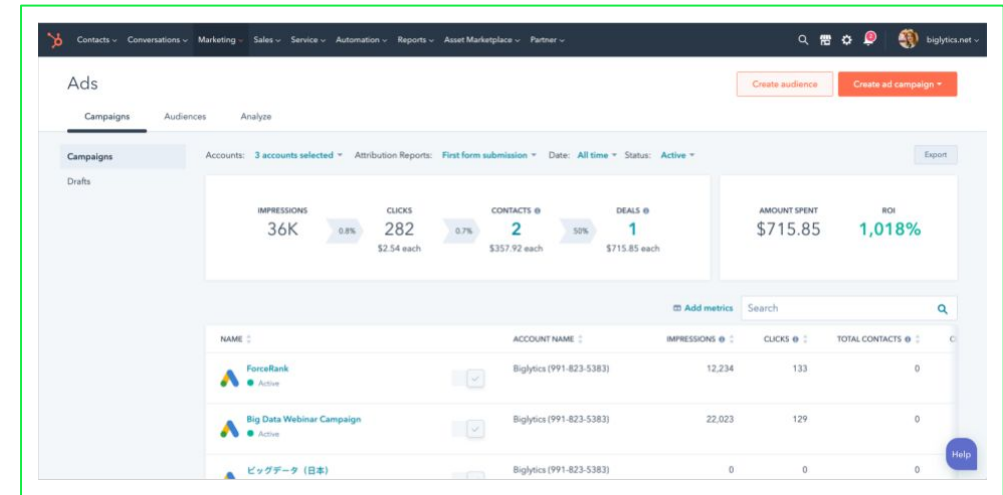 Contacts Conversations Marketing Sales Service Automation Reports Asset Marketplace Partner biglytics.net
Ads
Create audience Create ad campaign
Campaigns Audiences Analyze
Campaigns
Drafts
Accounts: 3 accounts selected Attribution Reports: First form submission Date: All time Status: Active Export
IMPRESSIONS CLICKS CONTACTS DEALS AMOUNT SPENT ROI
36K 0.8% 282 0.7% 2 50% 1 $715.85 1,018%
$2.54 each $357.92 each $715.85 each
Add metrics Search
NAME ACCOUNT NAME IMPRESSIONS CLICKS TOTAL CONTACTS
ForceRank Biglytics (991-823-5383) 12,234 133 0
Active
Big Data Webinar Campaign Biglytics (991-823-5383) 22,023 129 0
Active
ビッグデータ（日本） Biglytics (991-823-5383) 0 0 0
Help